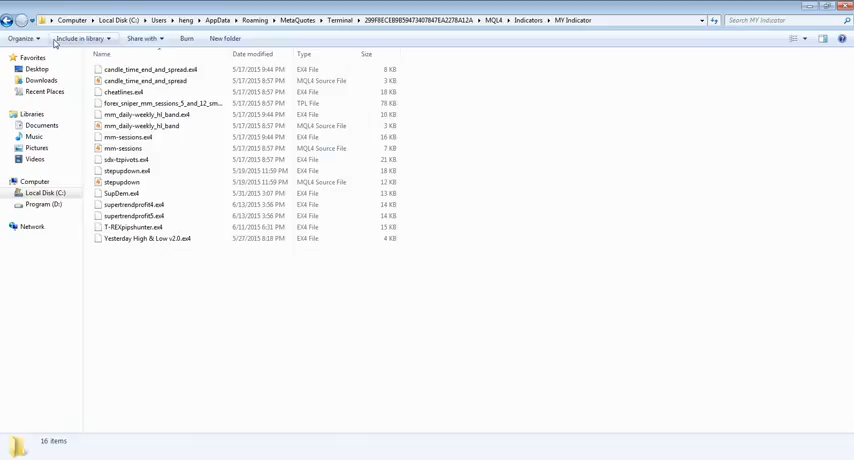 Computer ▸ Local Disk (C:) ▸ Users ▸ heng ▸ AppData ▸ Roaming ▸ MetaQuotes ▸ Terminal ▸ 299F8ECEB9B59473407847EA2278A12A ▸ MQL4 ▸ Indicators ▸ MY Indicator
Search MY Indicator
Organize Include in library Share with Burn New folder
Name Date modified Type Size
Favorites
Desktop
Downloads
Recent Places
Libraries
Documents
Music
Pictures
Videos
Computer
Local Disk (C:)
Program (D:)
Network
candle_time_end_and_spread.ex4 5/17/2015 9:44 PM EX4 File 8 KB
candle_time_end_and_spread 5/17/2015 8:57 PM MQL4 Source File 3 KB
cheatlines.ex4 5/17/2015 8:57 PM EX4 File 18 KB
forex_sniper_mm_sessions_5_and_12_sm... 5/17/2015 8:57 PM TPL File 78 KB
mm_daily-weekly_hl_band.ex4 5/17/2015 9:44 PM EX4 File 10 KB
mm_daily-weekly_hl_band 5/17/2015 8:57 PM MQL4 Source File 3 KB
mm-sessions.ex4 5/17/2015 9:44 PM EX4 File 16 KB
mm-sessions 5/17/2015 8:57 PM MQL4 Source File 7 KB
sdx-tzpivots.ex4 5/17/2015 8:57 PM EX4 File 21 KB
stepupdown.ex4 5/19/2015 11:59 PM EX4 File 18 KB
stepupdown 5/19/2015 11:59 PM MQL4 Source File 12 KB
SupDem.ex4 5/31/2015 3:07 PM EX4 File 13 KB
supertrendprofit4.ex4 6/13/2015 3:56 PM EX4 File 14 KB
supertrendprofit5.ex4 6/13/2015 3:56 PM EX4 File 14 KB
T-REXpipshunter.ex4 6/11/2015 6:31 PM EX4 File 15 KB
Yesterday High & Low v2.0.ex4 5/27/2015 8:18 PM EX4 File 4 KB
16 items